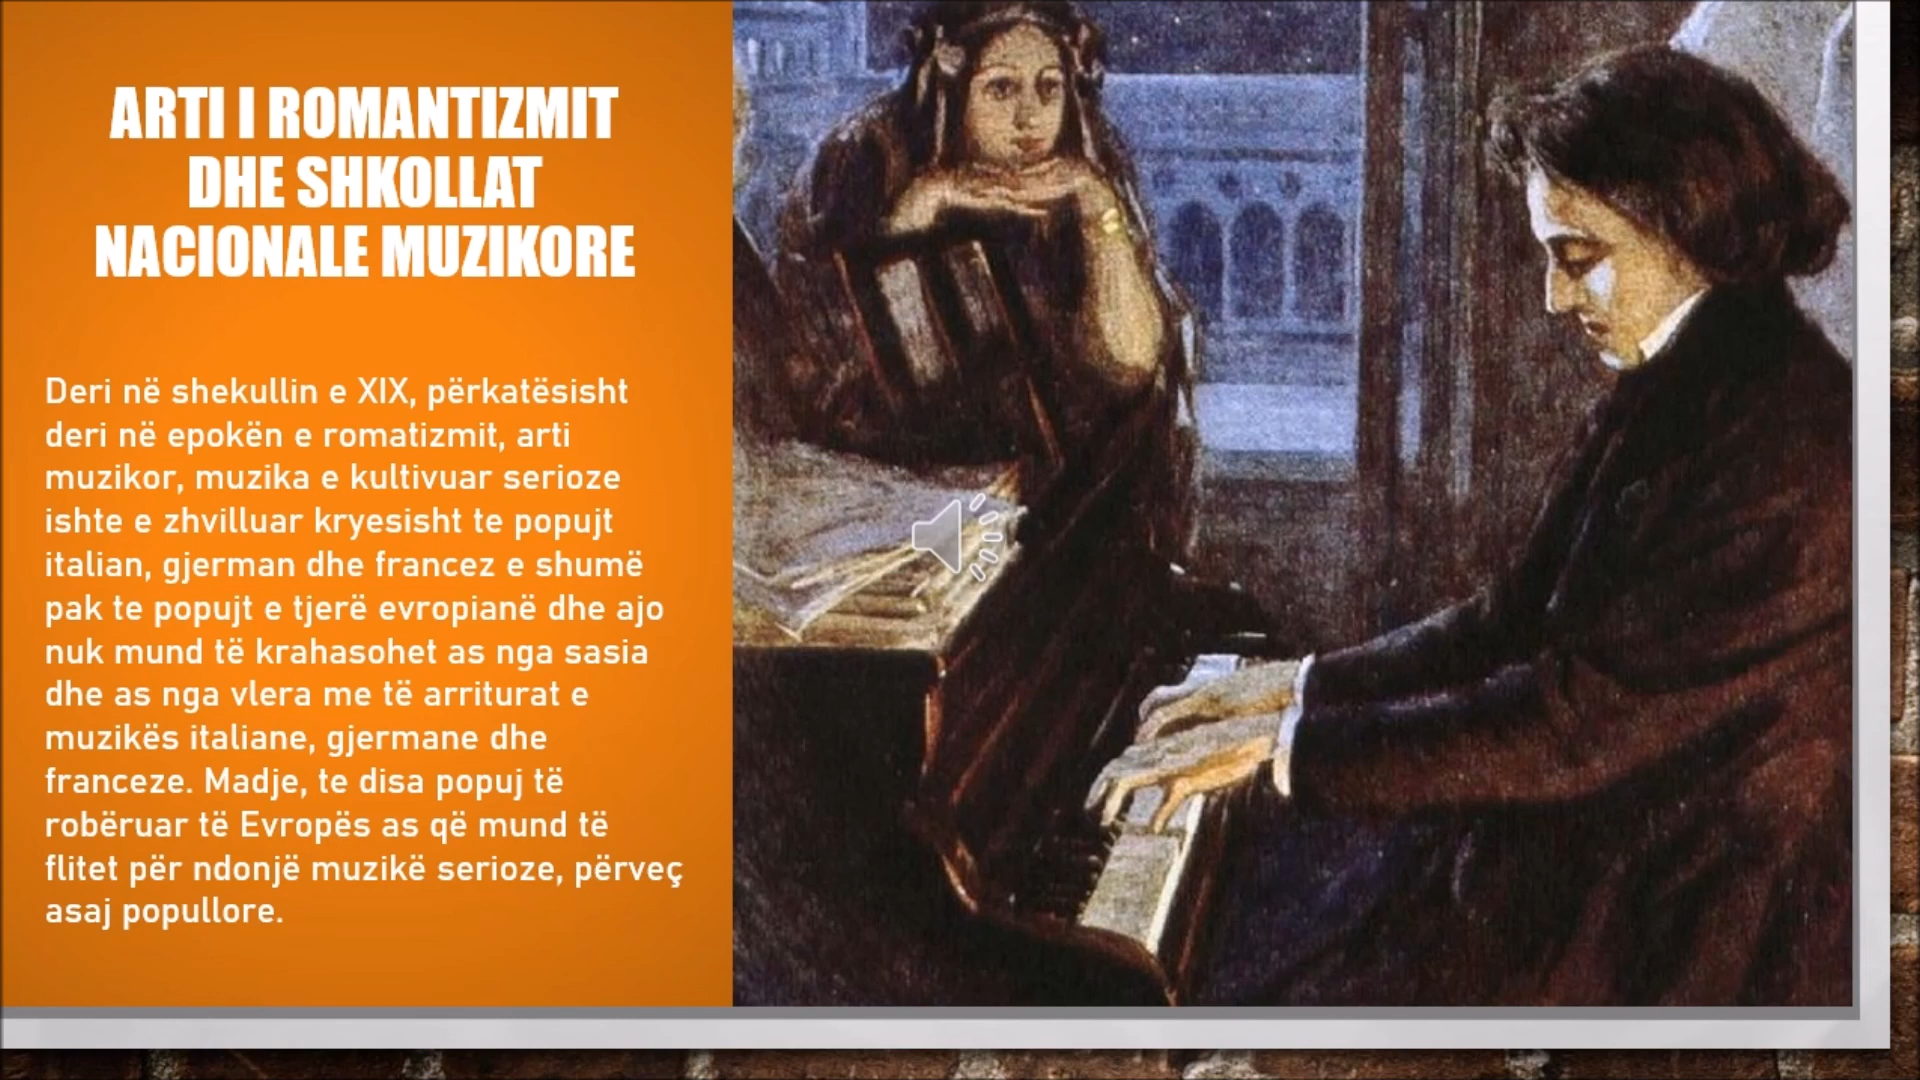 ARTI I ROMANTIZMIT
DHE SHKOLLAT
NACIONALE MUZIKORE
Deri në shekullin e XIX, përkatësisht
deri në epokën e romatizmit, arti
muzikor, muzika e kultivuar serioze
ishte e zhvilluar kryesisht te popujt
italian, gjerman dhe francez e shumë
pak te popujt e tjerë evropianë dhe ajo
nuk mund të krahasohet as nga sasia
dhe as nga vlera me të arriturat e
muzikës italiane, gjermane dhe
franceze. Madje, te disa popuj të
robëruar të Evropës as që mund të
flitet për ndonjë muzikë serioze, përveç
asaj popullore.